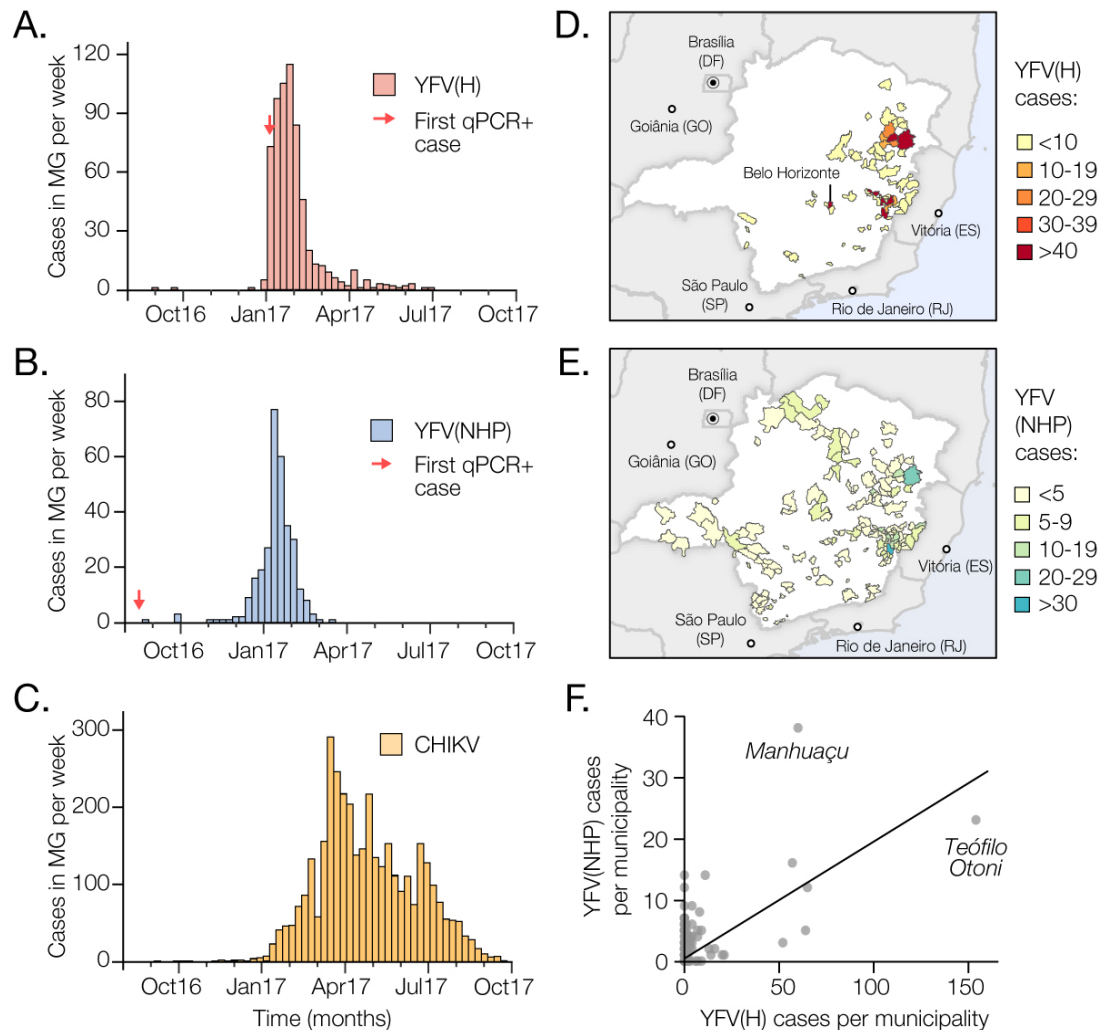 A.
Cases in MG per week
120
90
60
30
0
YFV(H)
First qPCR+
case
Oct16
Jan17
Apr17
Jul17
Oct17
B.
Cases in MG per week
80
60
40
20
0
YFV(NHP)
First qPCR+
case
Oct16
Jan17
Apr17
Jul17
Oct17
C.
Cases in MG per week
300
200
100
0
CHIKV
Oct16
Jan17
Apr17
Jul17
Oct17
Time (months)
D.
Brasília
(DF)
Goiânia (GO)
Belo Horizonte
Vitória (ES)
São Paulo
(SP)
Rio de Janeiro (RJ)
YFV(H)
cases:
<10
10-19
20-29
30-39
>40
E.
Brasília
(DF)
Goiânia (GO)
Vitória (ES)
São Paulo
(SP)
Rio de Janeiro (RJ)
YFV
(NHP)
cases:
<5
5-9
10-19
20-29
>30
F.
YFV(NHP) cases
per municipality
40
30
20
10
0
Manhuaçu
Teófilo
Otoni
0
50
100
150
YFV(H) cases per municipality